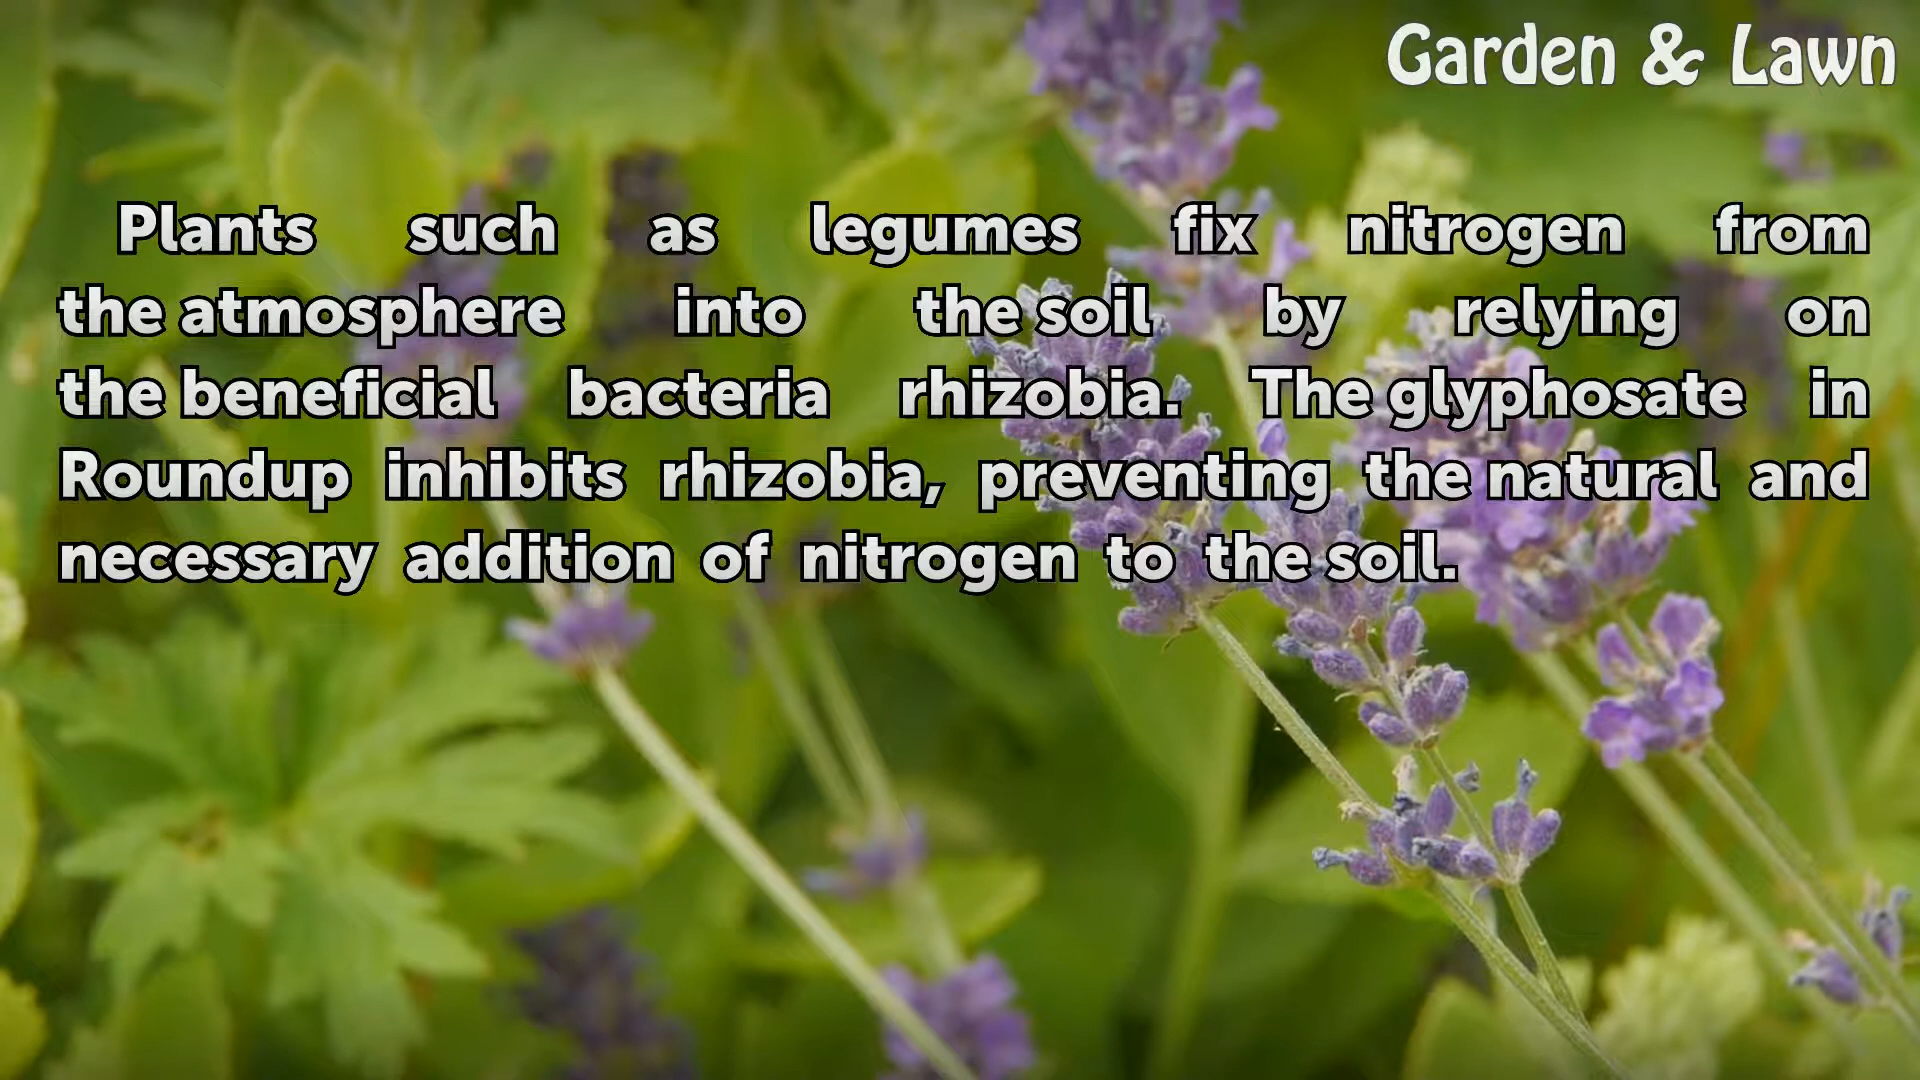 Garden & Lawn
Plants such as legumes fix nitrogen from
the atmosphere into the soil by relying on
the beneficial bacteria rhizobia. The glyphosate in
Roundup inhibits rhizobia, preventing the natural and
necessary addition of nitrogen to the soil.